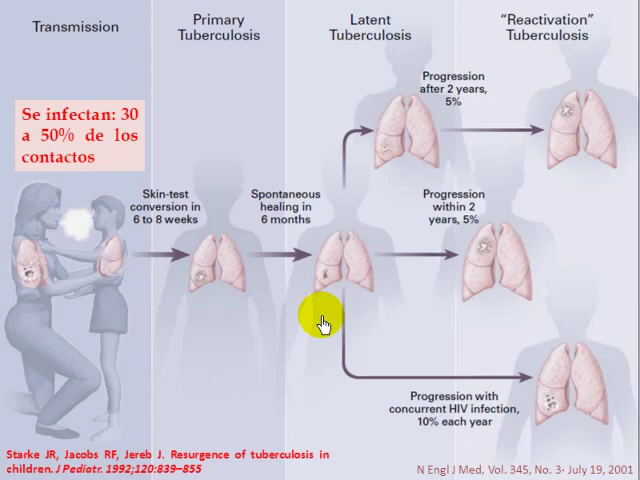 Transmission
Primary
Tuberculosis
Latent
Tuberculosis
“Reactivation”
Tuberculosis
Se infectan: 30
a 50% de los
contactos
Skin-test
conversion in
6 to 8 weeks
Spontaneous
healing in
6 months
Progression
after 2 years,
5%
Progression
within 2
years, 5%
Progression with
concurrent HIV infection,
10% each year
Starke JR, Jacobs RF, Jereb J. Resurgence of tuberculosis in
children. J Pediatr. 1992;120:839–855
N Engl J Med, Vol. 345, No. 3· July 19, 2001